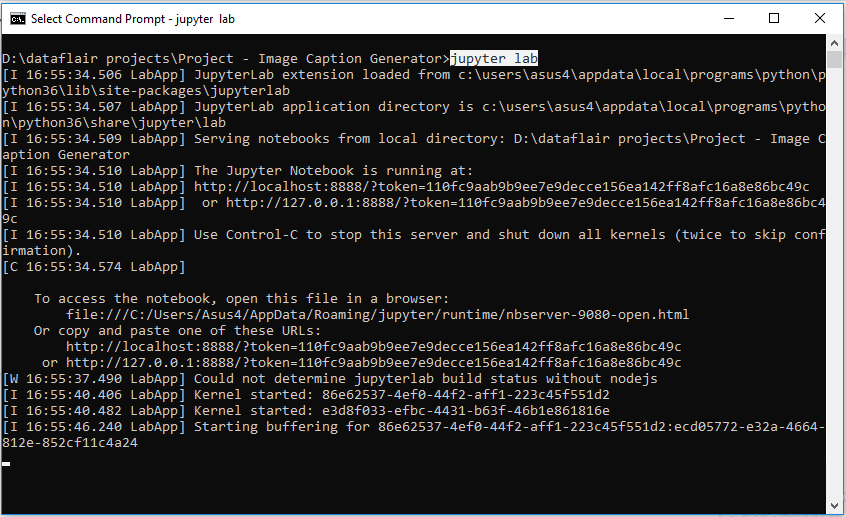 Select Command Prompt - jupyter lab
D:\dataflair projects\Project - Image Caption Generator>jupyter lab
[I 16:55:34.506 LabApp] JupyterLab extension loaded from c:\users\asus4\appdata\local\programs\python\p
ython36\lib\site-packages\jupyterlab
[I 16:55:34.507 LabApp] JupyterLab application directory is c:\users\asus4\appdata\local\programs\pytho
n\python36\share\jupyter\lab
[I 16:55:34.509 LabApp] Serving notebooks from local directory: D:\dataflair projects\Project - Image C
aption Generator
[I 16:55:34.510 LabApp] The Jupyter Notebook is running at:
[I 16:55:34.510 LabApp] http://localhost:8888/?token=110fc9aab9b9ee7e9decce156ea142ff8afc16a8e86bc49c
[I 16:55:34.510 LabApp]  or http://127.0.0.1:8888/?token=110fc9aab9b9ee7e9decce156ea142ff8afc16a8e86bc4
9c
[I 16:55:34.510 LabApp] Use Control-C to stop this server and shut down all kernels (twice to skip conf
irmation).
[C 16:55:34.574 LabApp]
To access the notebook, open this file in a browser:
file:///C:/Users/Asus4/AppData/Roaming/jupyter/runtime/nbserver-9080-open.html
Or copy and paste one of these URLs:
http://localhost:8888/?token=110fc9aab9b9ee7e9decce156ea142ff8afc16a8e86bc49c
or http://127.0.0.1:8888/?token=110fc9aab9b9ee7e9decce156ea142ff8afc16a8e86bc49c
[W 16:55:37.490 LabApp] Could not determine jupyterlab build status without nodejs
[I 16:55:40.406 LabApp] Kernel started: 86e62537-4ef0-44f2-aff1-223c45f551d2
[I 16:55:40.482 LabApp] Kernel started: e3d8f033-efbc-4431-b63f-46b1e861816e
[I 16:55:46.240 LabApp] Starting buffering for 86e62537-4ef0-44f2-aff1-223c45f551d2:ecd05772-e32a-4664-
812e-852cf11c4a24